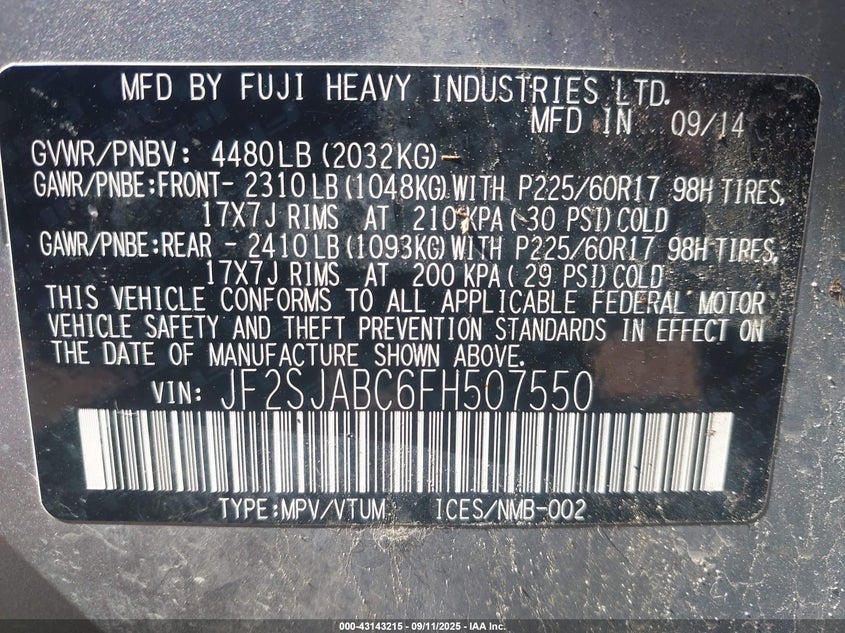 MFD BY FUJI HEAVY INDUSTRIES LTD.
MFD IN 09/14
GVWR/PNBV: 4480LB (2032KG)
GAWR/PNBE:FRONT- 2310LB (1048KG)WITH P225/60R17 98H TIRES,
17X7J RIMS AT 210KPA( 30 PSI)COLD
GAWR/PNBE:REAR - 2410LB (1093KG)WITH P225/60R17 98H TIRES,
17X7J RIMS AT 200 KPA( 29 PSI)COLD
THIS VEHICLE CONFORMS TO ALL APPLICABLE FEDERAL MOTOR
VEHICLE SAFETY AND THEFT PREVENTION STANDARDS IN EFFECT ON
THE DATE OF MANUFACTURE SHOWN ABOVE.
VIN: JF2SJABC6FH507550
TYPE:MPV/VTUM ICES/NMB-002
000-43143215 - 09/11/2025 - IAA Inc.